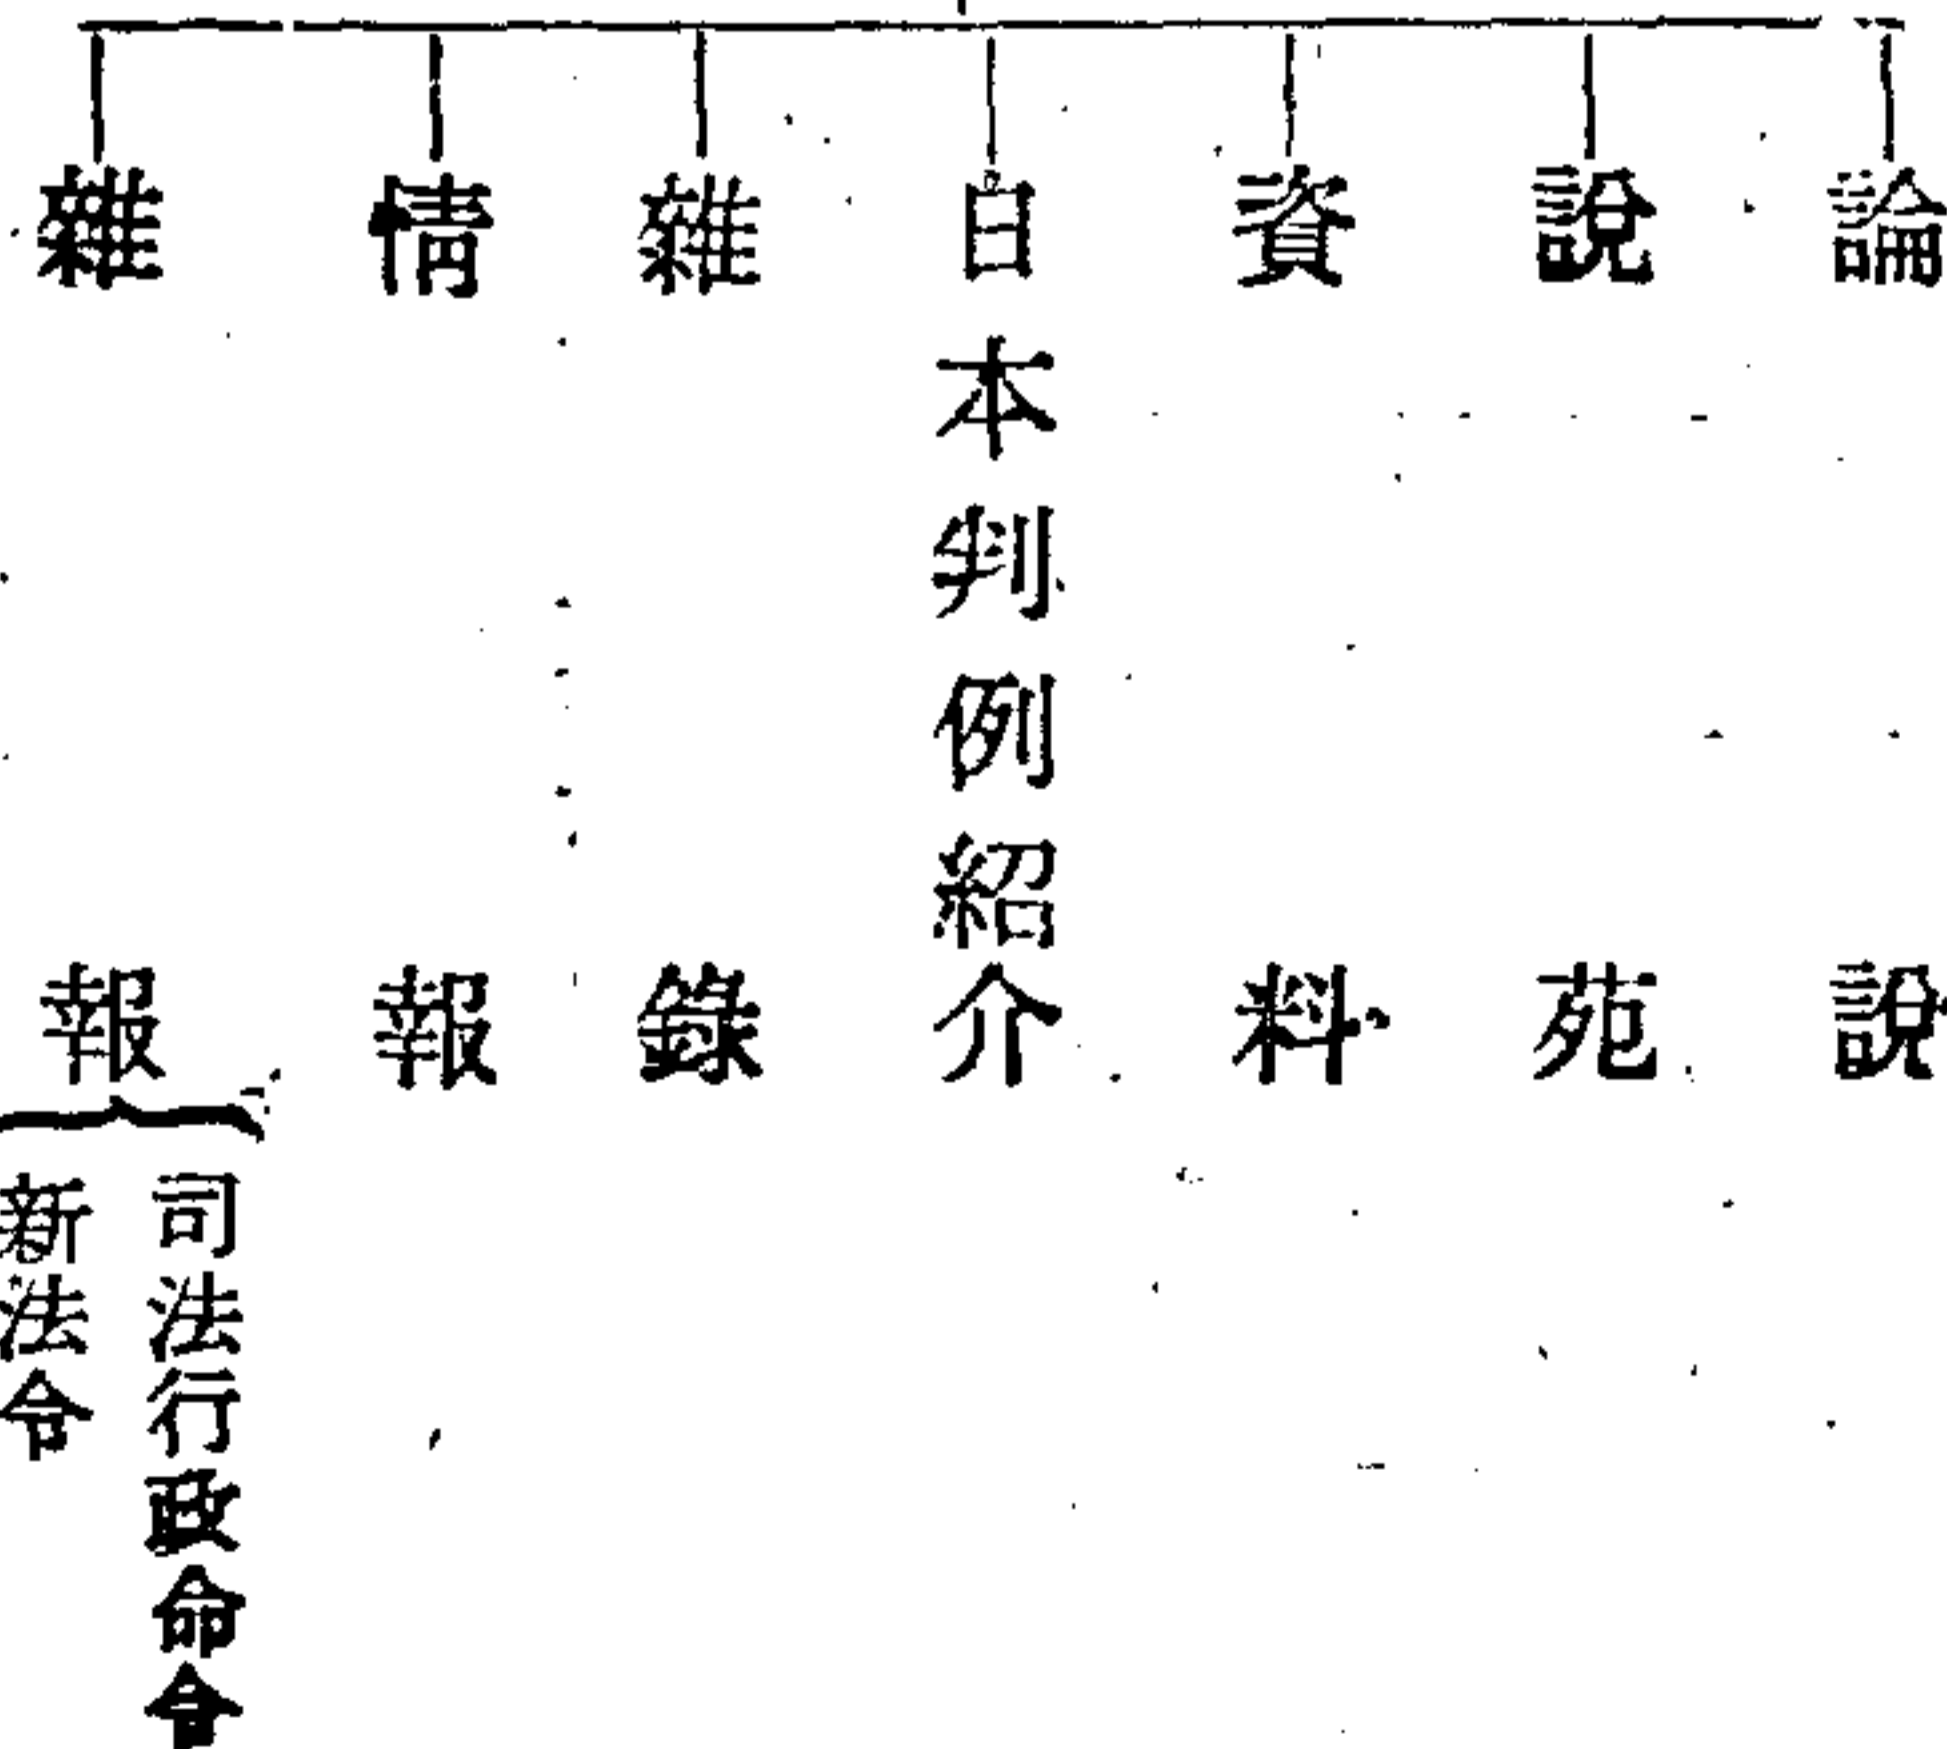 論說
說苑
資料
日本判例紹介
雜錄
情報
雜報
司法行政命令
新法令